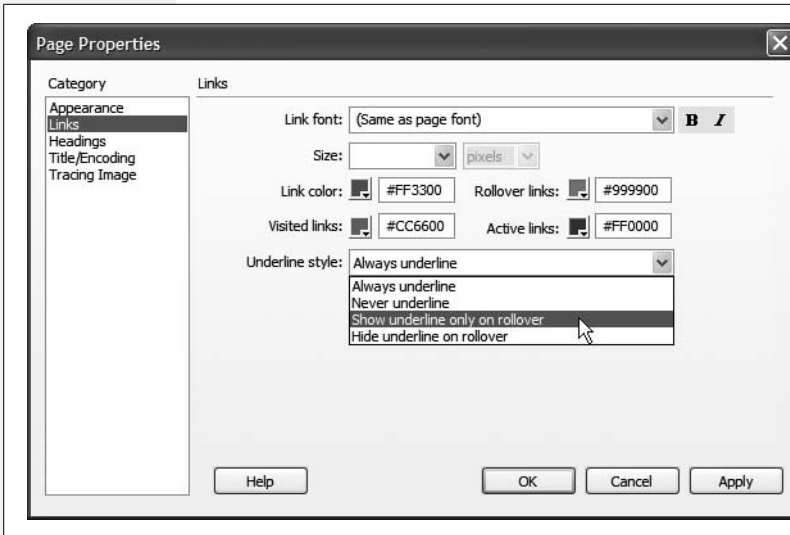 Page Properties
Category
Links
Appearance
Links
Headings
Title/Encoding
Tracing Image
Link font: (Same as page font) B I
Size: pixels
Link color: #FF3300 Rollover links: #999900
Visited links: #CC6600 Active links: #FF0000
Underline style: Always underline
Always underline
Never underline
Show underline only on rollover
Hide underline on rollover
Help OK Cancel Apply